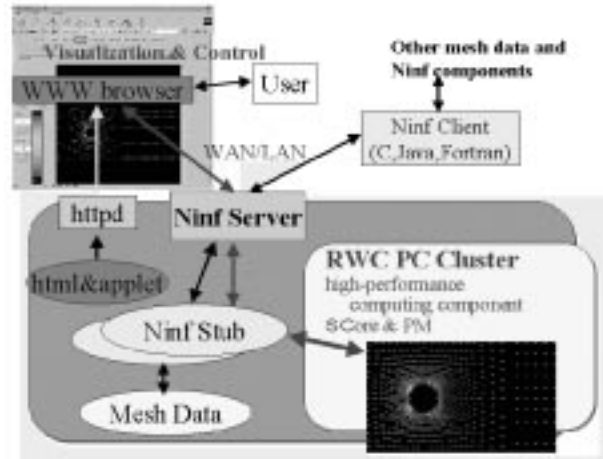 Visualization & Control
WWW browser
User
Other mesh data and
Ninf components
Ninf Client
(C,Java,Fortran)
WAN/LAN
httpd
Ninf Server
html&applet
RWC PC Cluster
high-performance
computing component
SCore & PM
Ninf Stub
Mesh Data